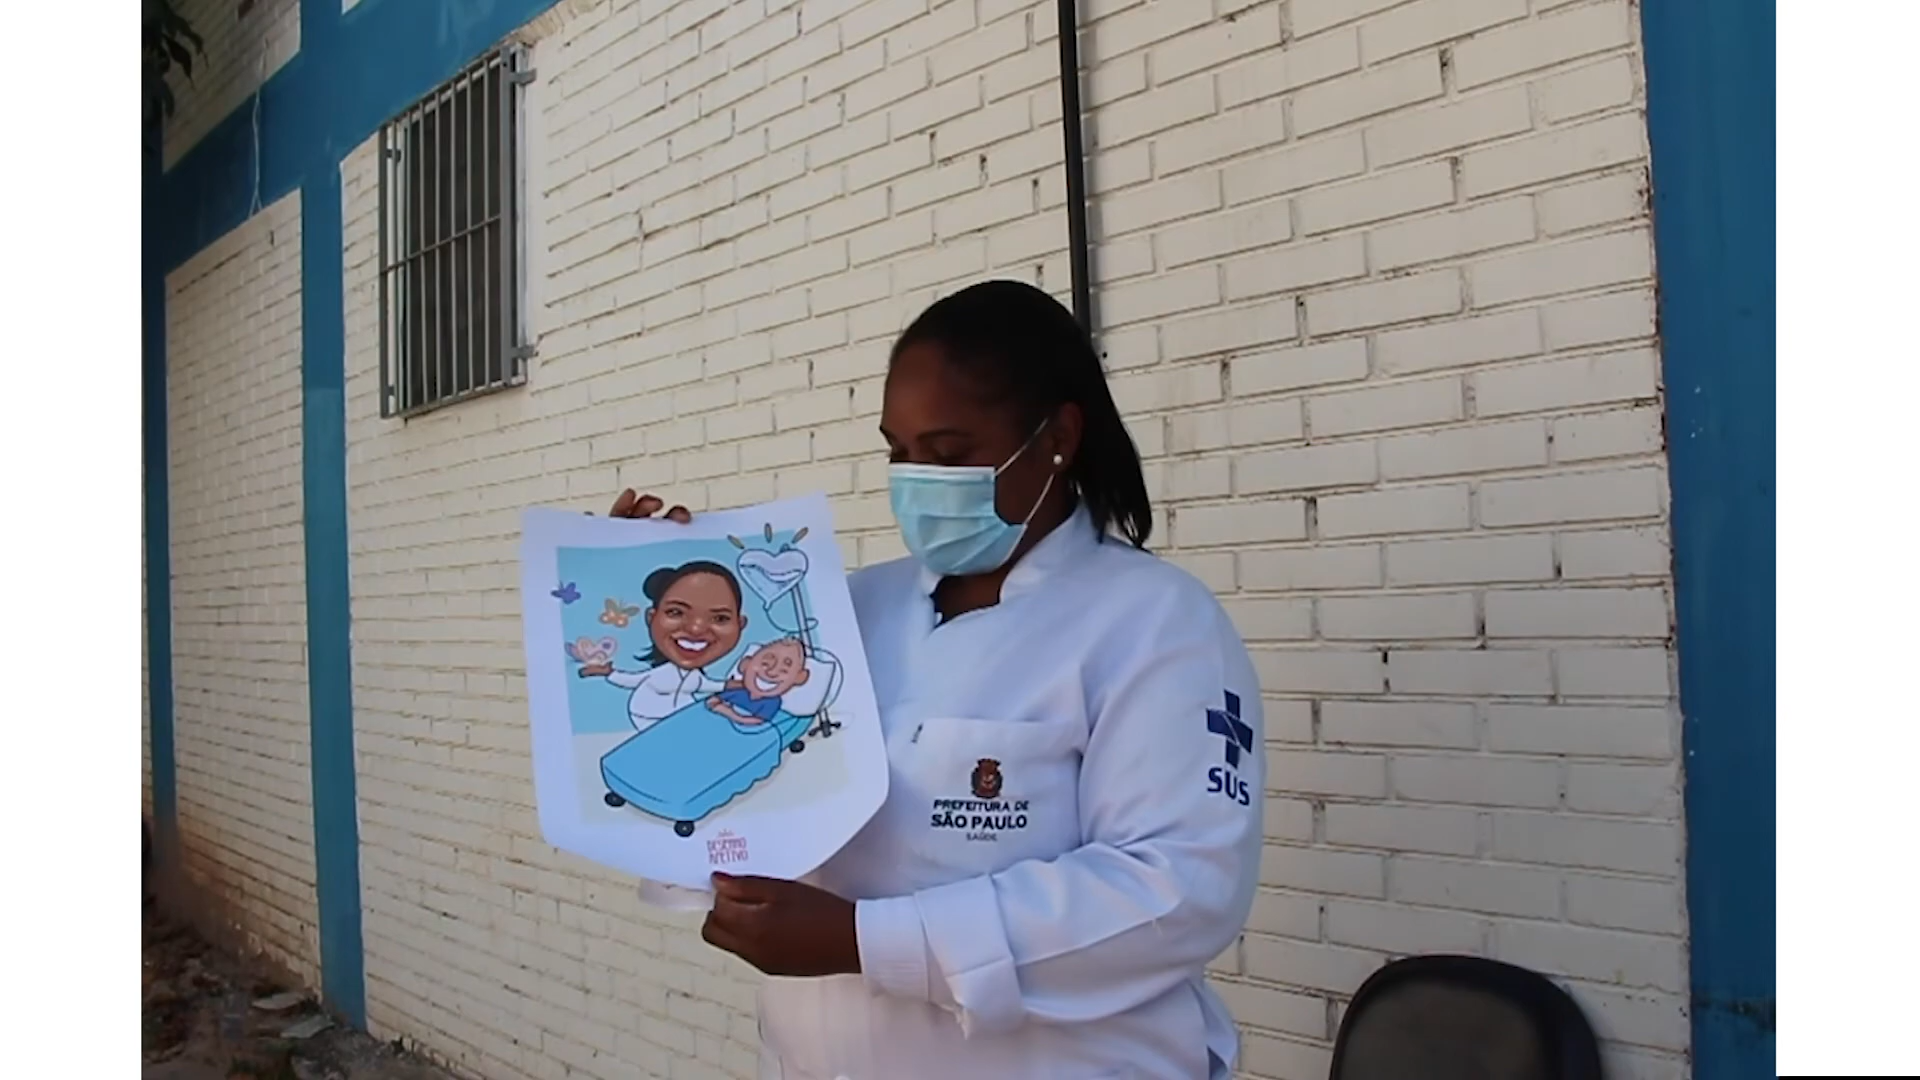 DESENHO
AFETIVO
PREFEITURA DE
SÃO PAULO
SAÚDE
SUS